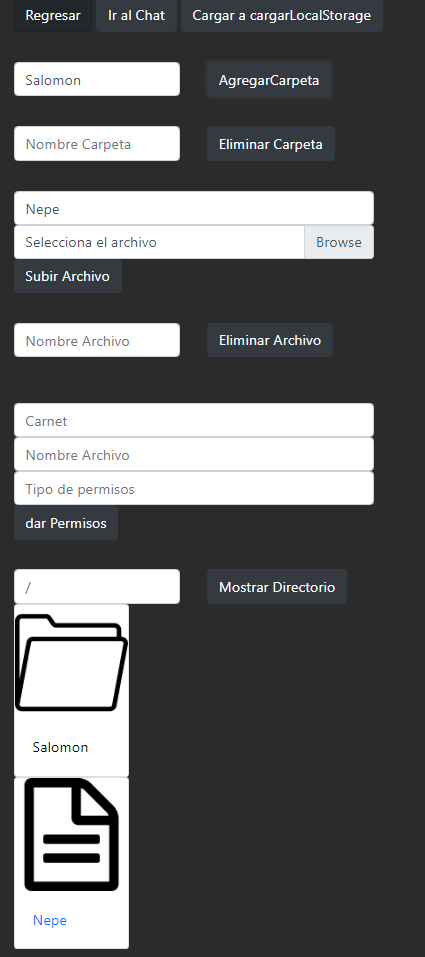 Regresar Ir al Chat Cargar a cargarLocalStorage
Salomon AgregarCarpeta
Nombre Carpeta Eliminar Carpeta
Nepe
Selecciona el archivo Browse
Subir Archivo
Nombre Archivo Eliminar Archivo
Carnet
Nombre Archivo
Tipo de permisos
dar Permisos
/ Mostrar Directorio
Salomon
Nepe